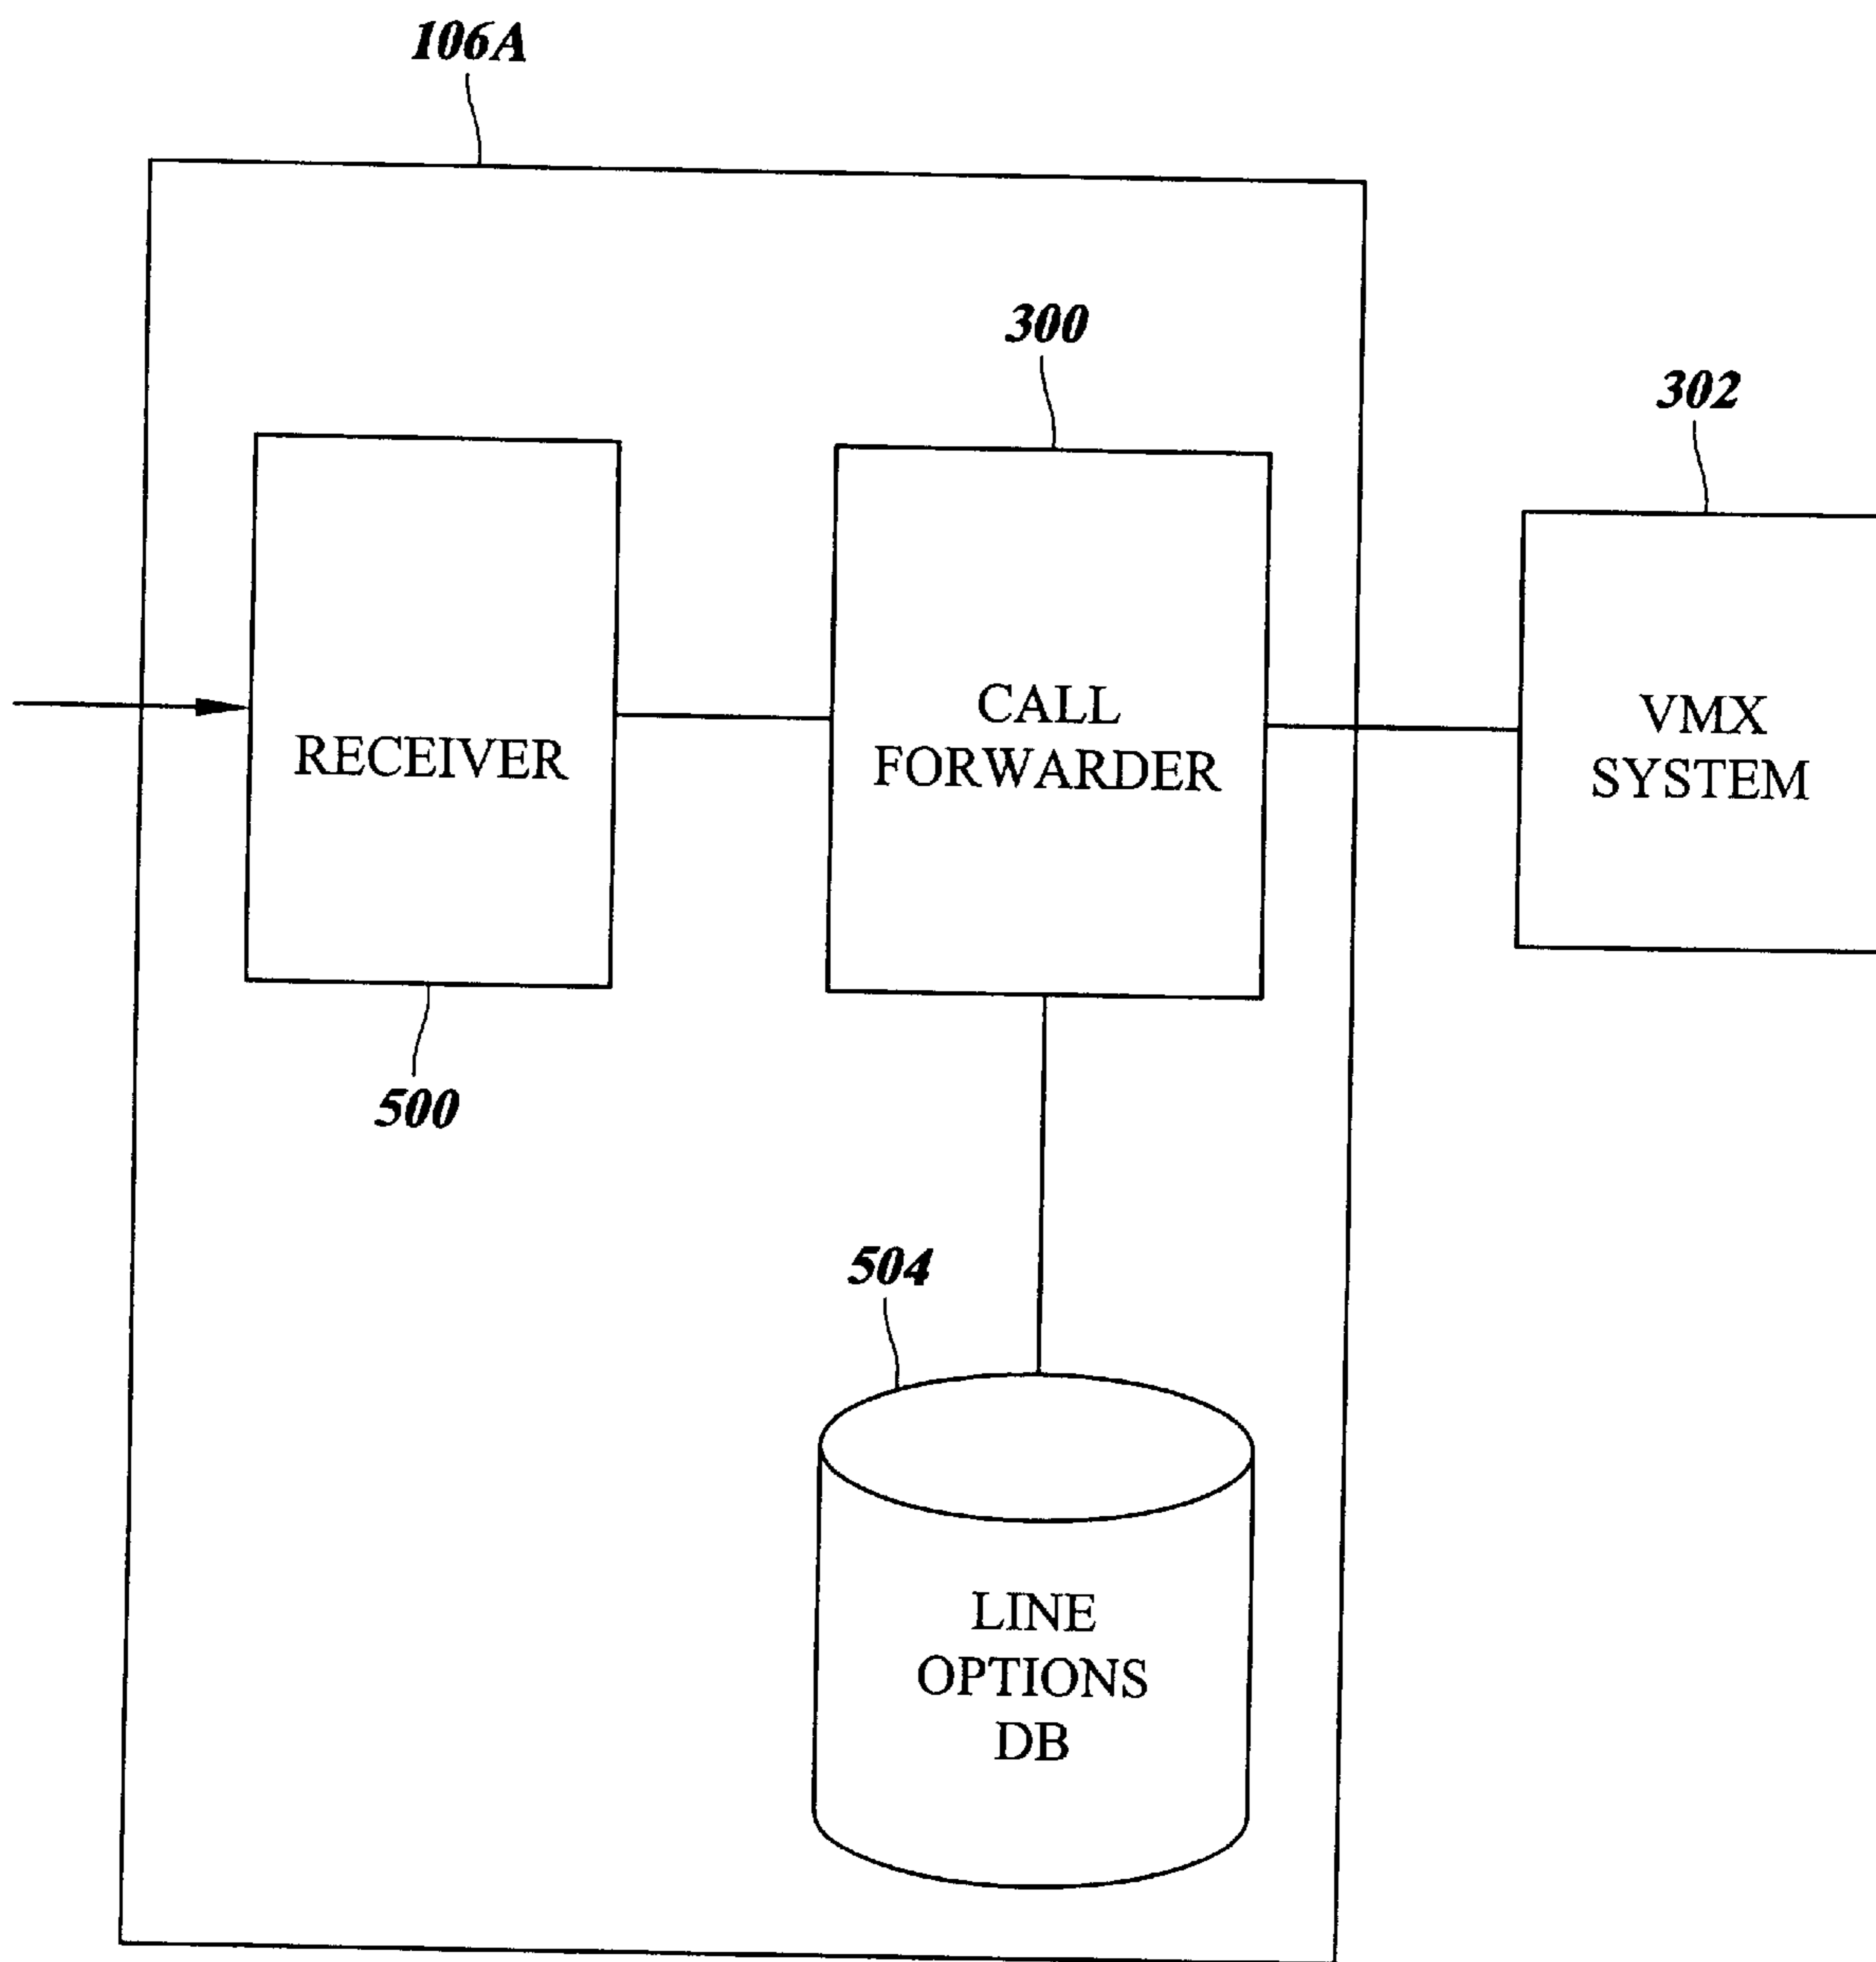 106A
300
302
RECEIVER
CALL
FORWARDER
VMX
SYSTEM
500
504
LINE
OPTIONS
DB